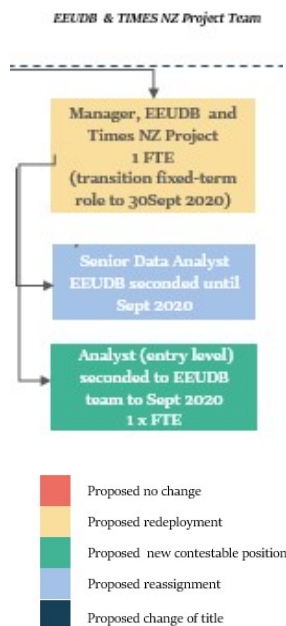 EEUDB & TIMES NZ Project Team
Manager, EEUDB and
Times NZ Project
1 FTE
(transition fixed-term
role to 30Sept 2020)
Senior Data Analyst
EEUDB seconded until
Sept 2020
Analyst (entry level)
seconded to EEUDB
team to Sept 2020
1 x FTE
Proposed no change
Proposed redeployment
Proposed new contestable position
Proposed reassignment
Proposed change of title